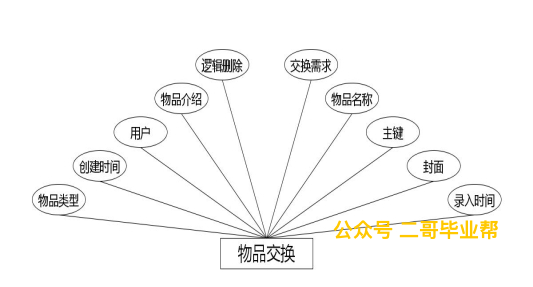 逻辑删除
交换需求
物品介绍
物品名称
用户
主键
创建时间
封面
物品类型
录入时间
公众号 二哥毕业帮
物品交换